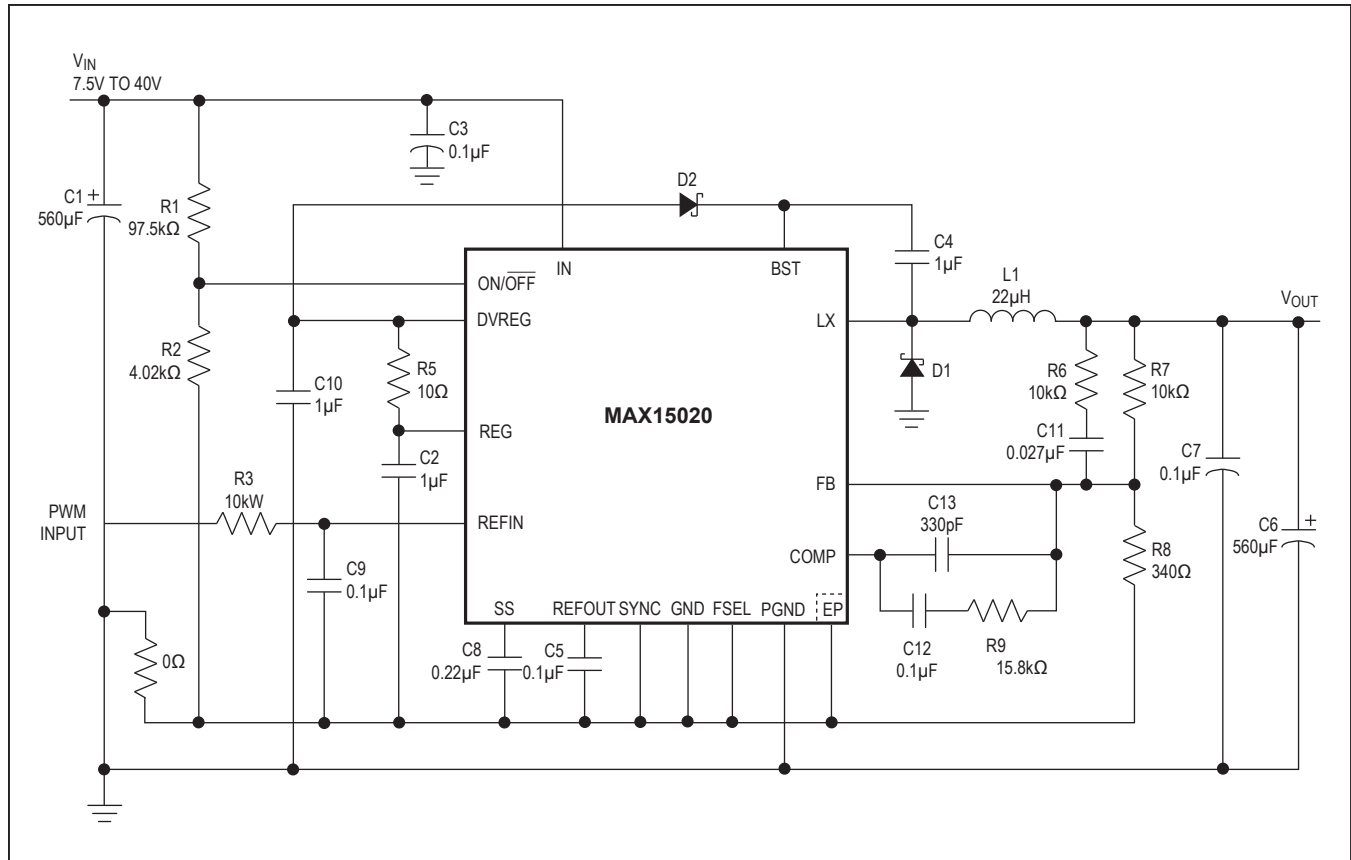 VIN
7.5V TO 40V
C3
0.1µF
C1 +
560µF
R1
97.5kΩ
D2
C4
1µF
IN
BST
ON/OFF
L1
22µH
VOUT
DVREG
LX
R2
4.02kΩ
R5
10Ω
D1
R6
10kΩ
R7
10kΩ
C10
1µF
MAX15020
REG
C11
0.027µF
C2
1µF
C7
0.1µF
R3
10kW
FB
PWM
INPUT
REFIN
C13
330pF
C6 +
560µF
COMP
R8
340Ω
C9
0.1µF
SS
REFOUT
SYNC
GND
FSEL
PGND
EP
C12
0.1µF
R9
15.8kΩ
C8
0.22µF
C5
0.1µF
0Ω